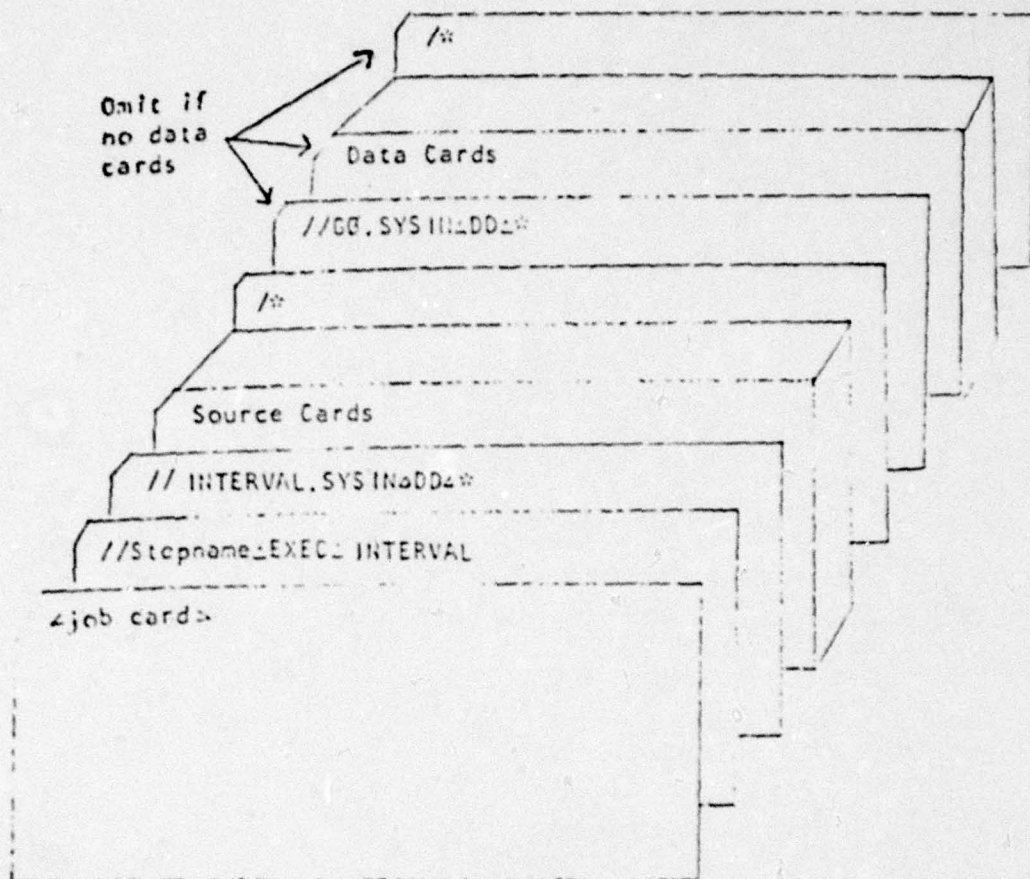 /*
Omit if
no data
cards
Data Cards
//GØ.SYSIN▵DD▵*
/*
Source Cards
// INTERVAL.SYSIN▵DD▵*
//Stepname▵EXEC▵ INTERVAL
<job card>